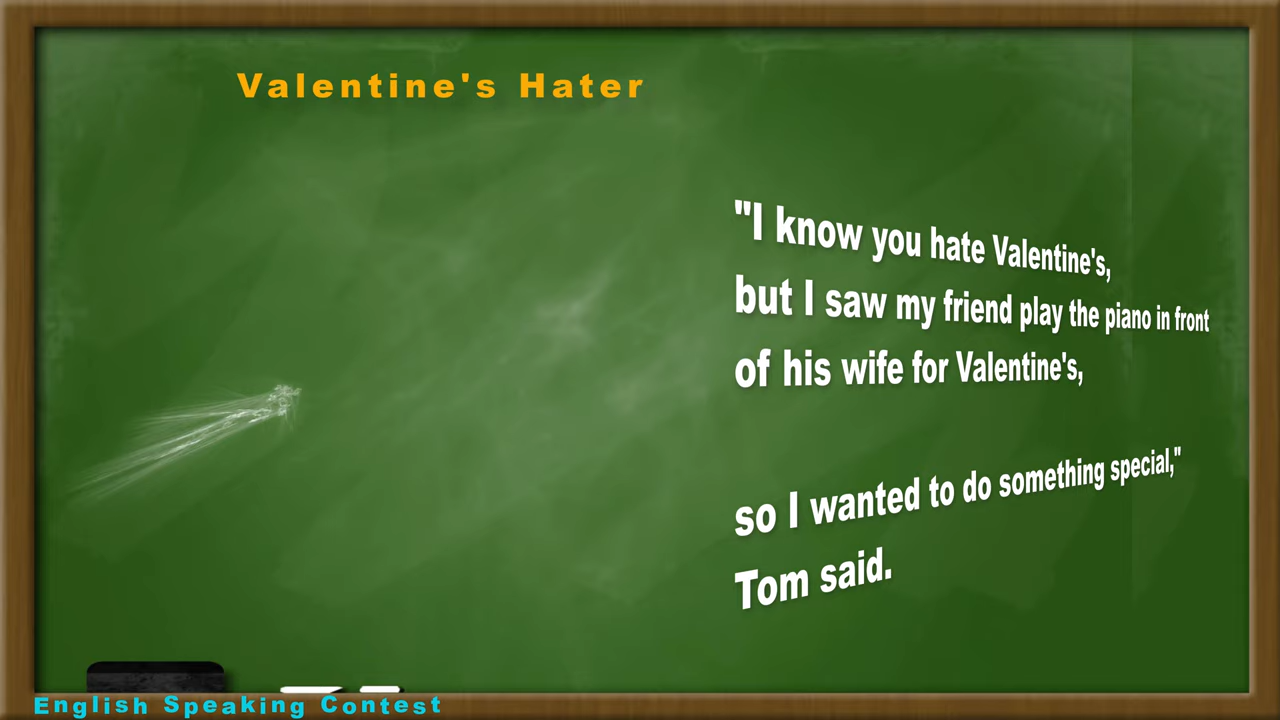 Valentine's Hater
"I know you hate Valentine's,
but I saw my friend play the piano in front
of his wife for Valentine's,
so I wanted to do something special,"
Tom said.
English Speaking Contest